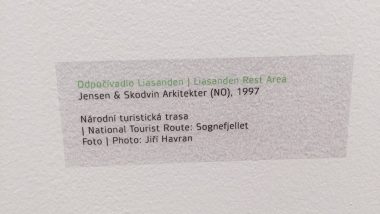 Odpočívadlo Liasanden | Liasanden Rest Area
Jensen & Skodvin Arkitekter (NO), 1997
Národní turistická trasa
| National Tourist Route: Sognefjellet
Foto | Photo: Jiří Havran